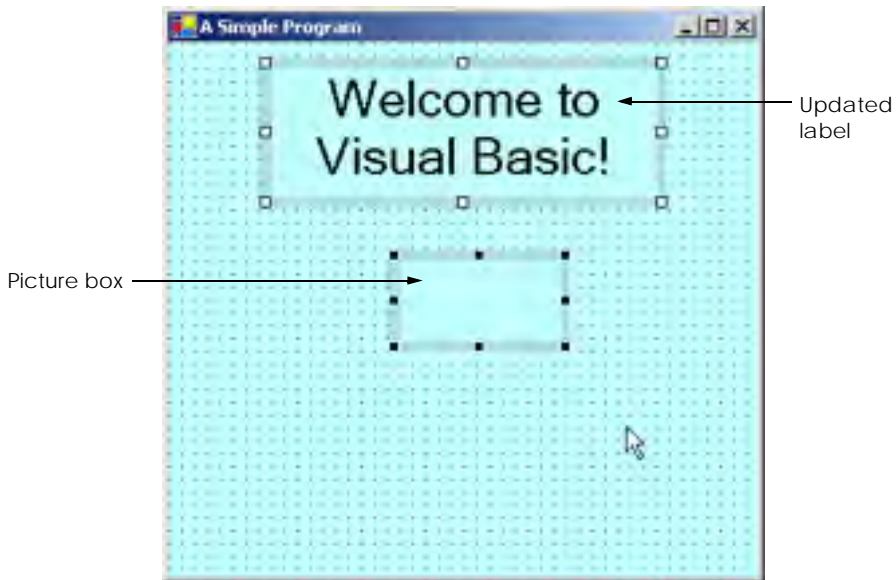 A Simple Program
Welcome to
Visual Basic!
Updated
label
Picture box